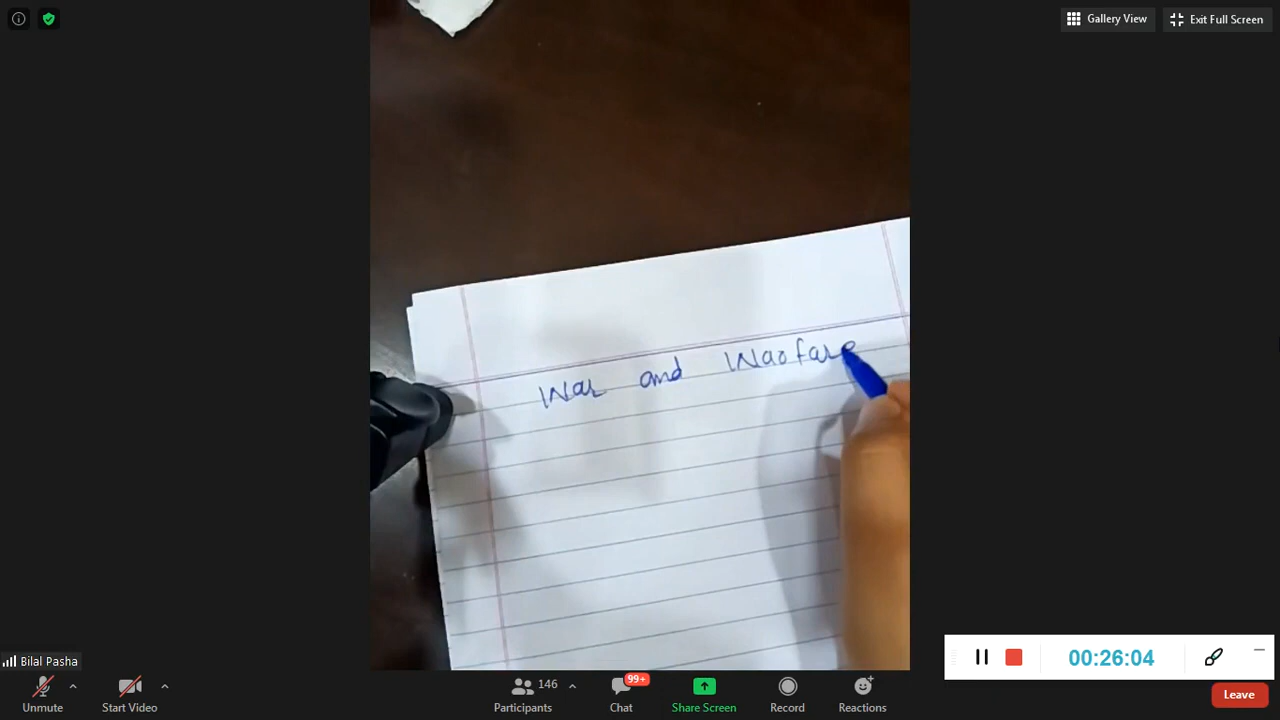 Gallery View
Exit Full Screen
War and Warfare
Bilal Pasha
Unmute
Start Video
146
Participants
99+
Chat
Share Screen
Record
Reactions
00:26:04
Leave